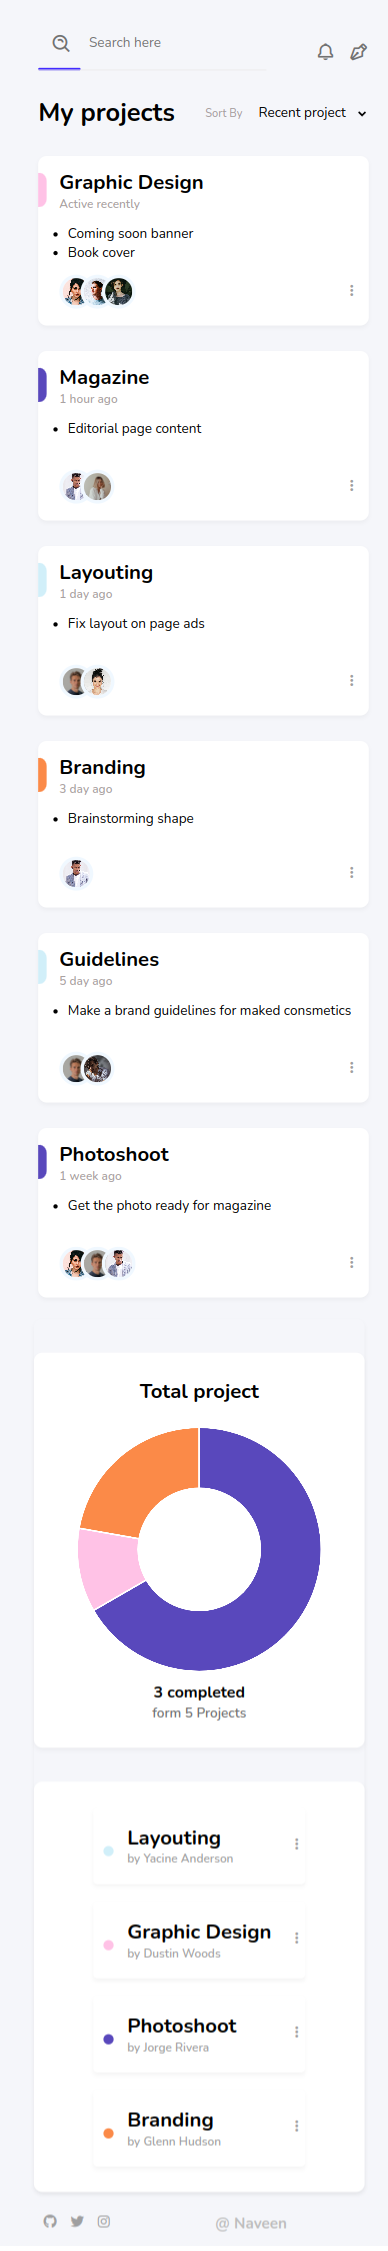 Search here
My projects Sort By Recent project
Graphic Design
Active recently
• Coming soon banner
• Book cover
Magazine
1 hour ago
• Editorial page content
Layouting
1 day ago
• Fix layout on page ads
Branding
3 day ago
• Brainstorming shape
Guidelines
5 day ago
• Make a brand guidelines for maked consmetics
Photoshoot
1 week ago
• Get the photo ready for magazine
Total project
3 completed
form 5 Projects
Layouting
by Yacine Anderson
Graphic Design
by Dustin Woods
Photoshoot
by Jorge Rivera
Branding
by Glenn Hudson
@ Naveen